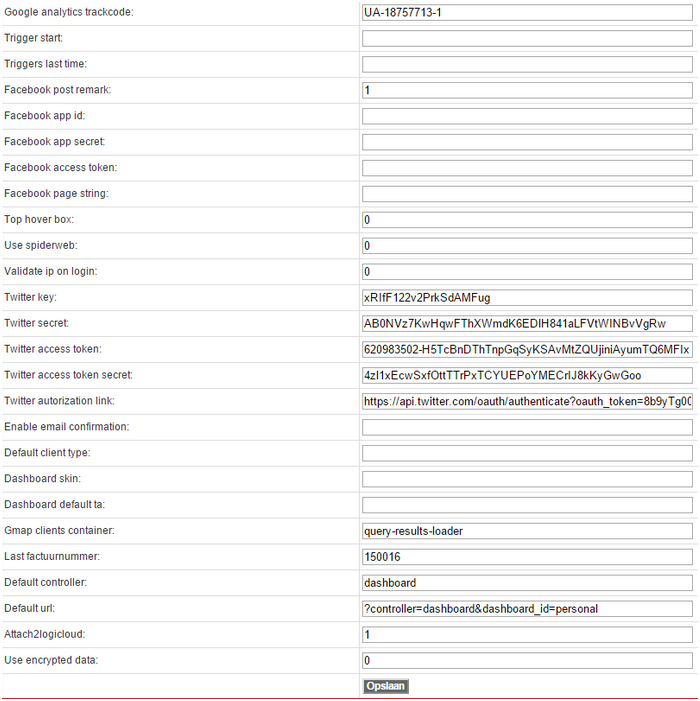 Google analytics trackcode: UA-18757713-1
Trigger start:
Triggers last time:
Facebook post remark: 1
Facebook app id:
Facebook app secret:
Facebook access token:
Facebook page string:
Top hover box: 0
Use spiderweb: 0
Validate ip on login: 0
Twitter key: xRIfF122v2PrkSdAMFug
Twitter secret: AB0NVz7KwHqwFThXWmdK6EDIH841aLFVtWINBvVgRw
Twitter access token: 620983502-H5TcBnDThTnpGqSyKSAvMtZQUjiniAyumTQ6MFIx
Twitter access token secret: 4zI1xEcwSxfOttTTrPxTCYUEPoYMECrIJ8kKyGwGoo
Twitter autorization link: https://api.twitter.com/oauth/authenticate?oauth_token=8b9yTg0
Enable email confirmation:
Default client type:
Dashboard skin:
Dashboard default ta:
Gmap clients container: query-results-loader
Last factuurnummer: 150016
Default controller: dashboard
Default url: ?controller=dashboard&dashboard_id=personal
Attach2logicloud: 1
Use encrypted data: 0
Opslaan